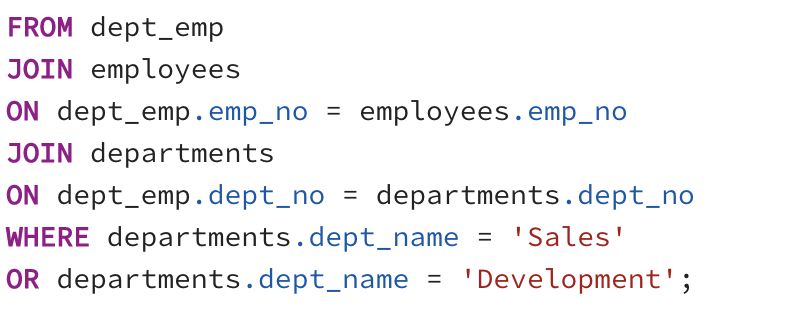 FROM dept_emp
JOIN employees
ON dept_emp.emp_no = employees.emp_no
JOIN departments
ON dept_emp.dept_no = departments.dept_no
WHERE departments.dept_name = 'Sales'
OR departments.dept_name = 'Development';